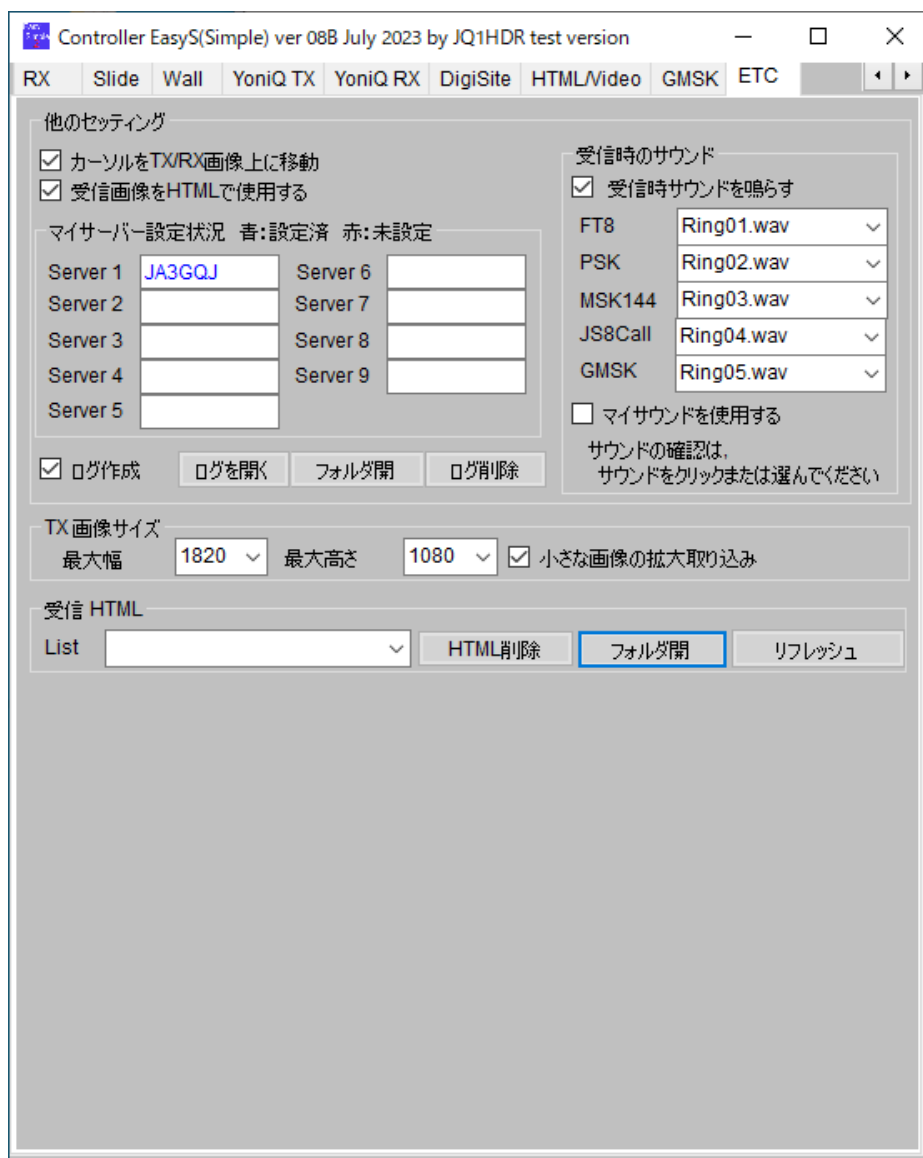 Controller EasyS(Simple) ver 08B July 2023 by JQ1HDR test version
RX Slide Wall YoniQ TX YoniQ RX DigiSite HTML/Video GMSK ETC
他のセッティング
カーソルをTX/RX画像上に移動
受信画像をHTMLで使用する
マイサーバー設定状況 青:設定済 赤:未設定
Server 1 JA3GQJ Server 6
Server 2 Server 7
Server 3 Server 8
Server 4 Server 9
Server 5
ログ作成 ログを開く フォルダ開 ログ削除
受信時のサウンド
受信時サウンドを鳴らす
FT8 Ring01.wav
PSK Ring02.wav
MSK144 Ring03.wav
JS8Call Ring04.wav
GMSK Ring05.wav
マイサウンドを使用する
サウンドの確認は,
サウンドをクリックまたは選んでください
TX 画像サイズ
最大幅 1820 最大高さ 1080 小さな画像の拡大取り込み
受信 HTML
List HTML削除 フォルダ開 リフレッシュ